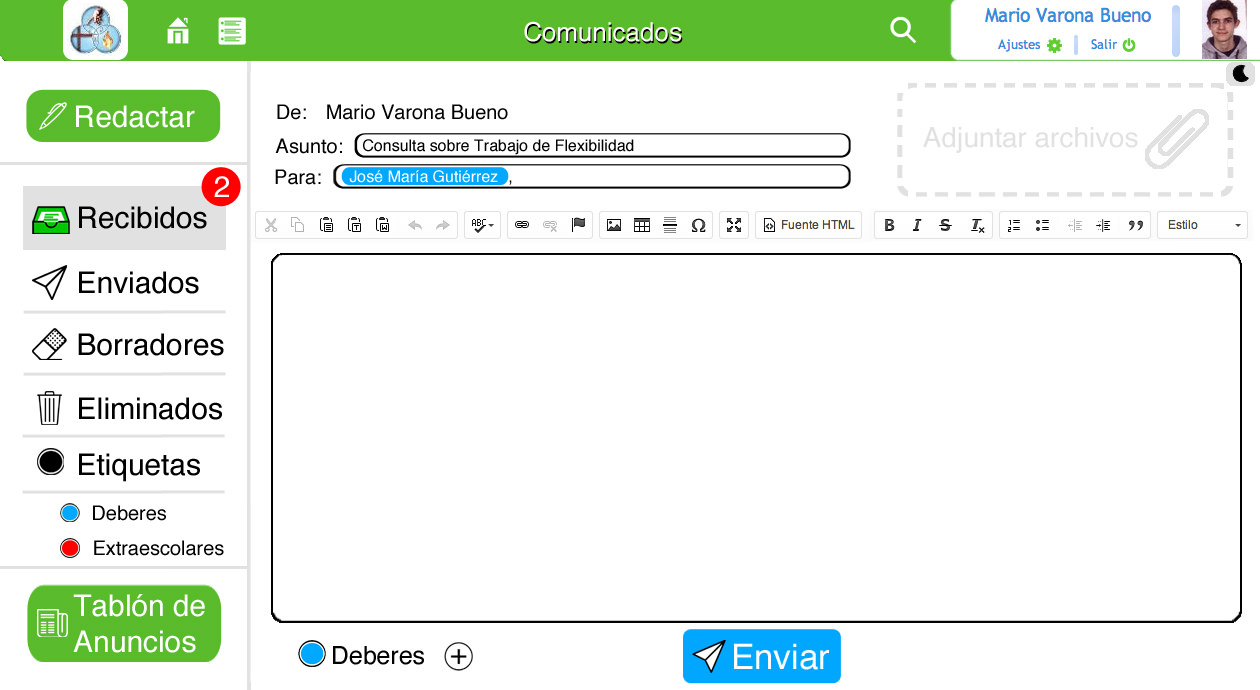 Comunicados
Mario Varona Bueno
Ajustes
Salir
Redactar
2
Recibidos
Enviados
Borradores
Eliminados
Etiquetas
Deberes
Extraescolares
Tablón de
Anuncios
De: Mario Varona Bueno
Asunto: Consulta sobre Trabajo de Flexibilidad
Para: José María Gutiérrez ,
Adjuntar archivos
ABC Ω Fuente HTML B I S Ix Estilo
Deberes
Enviar